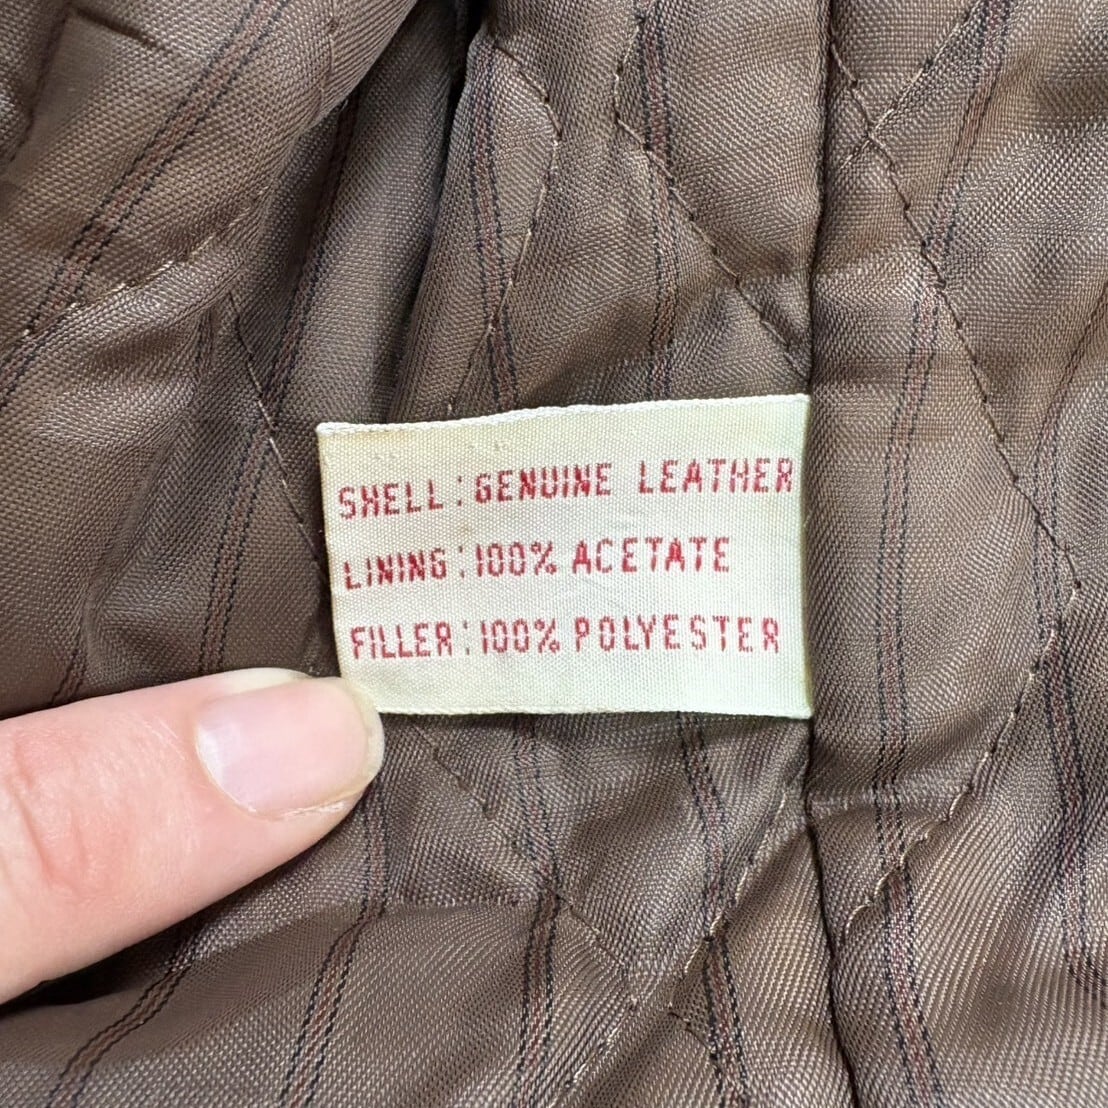 SHELL: GENUINE LEATHER
LINING: 100% ACETATE
FILLER: 100% POLYESTER